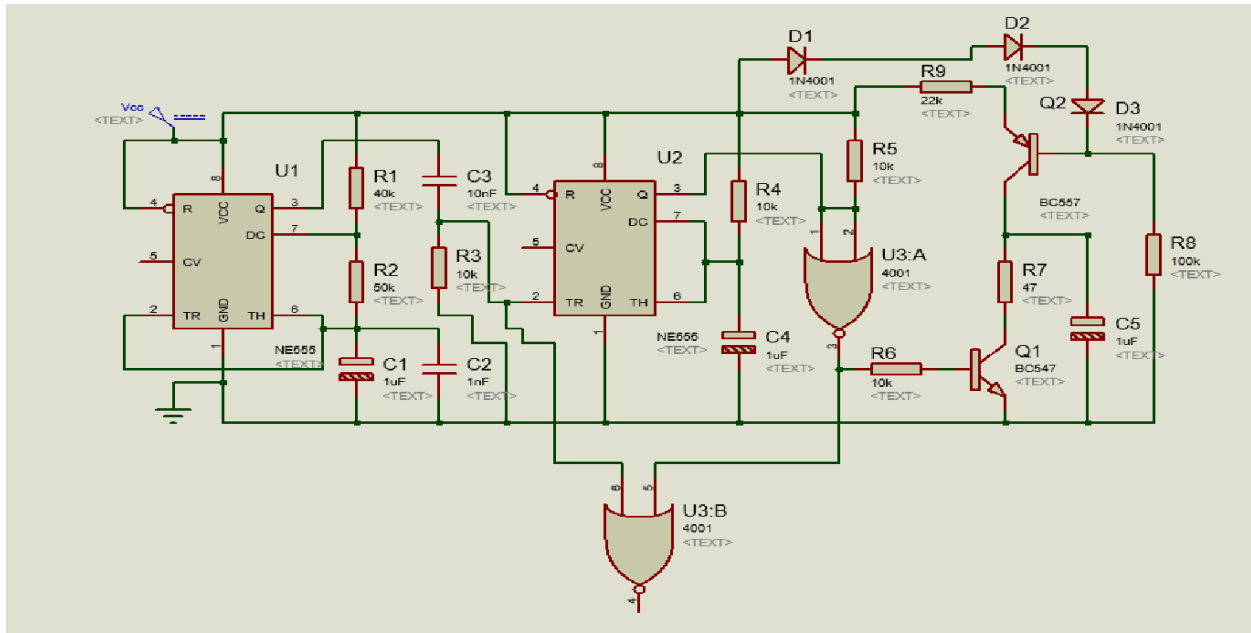 D1
1N4001
<TEXT>
D2
1N4001
<TEXT>
R9
22k
<TEXT>
Q2
D3
1N4001
<TEXT>
Vcc
<TEXT>
U1
8
4
R
VCC
Q
3
DC
7
5
CV
2
TR
GND
TH
6
1
NE555
<TEXT>
R1
40k
<TEXT>
R2
50k
<TEXT>
C1
1uF
<TEXT>
C2
1nF
<TEXT>
C3
10nF
<TEXT>
R3
10k
<TEXT>
U2
8
4
R
VCC
Q
3
DC
7
5
CV
2
TR
GND
TH
6
1
NE555
<TEXT>
R4
10k
<TEXT>
C4
1uF
<TEXT>
R5
10k
<TEXT>
1
2
U3:A
4001
<TEXT>
3
BC557
<TEXT>
R7
47
<TEXT>
R8
100k
<TEXT>
C5
1uF
<TEXT>
R6
10k
<TEXT>
Q1
BC547
<TEXT>
6
5
U3:B
4001
<TEXT>
4